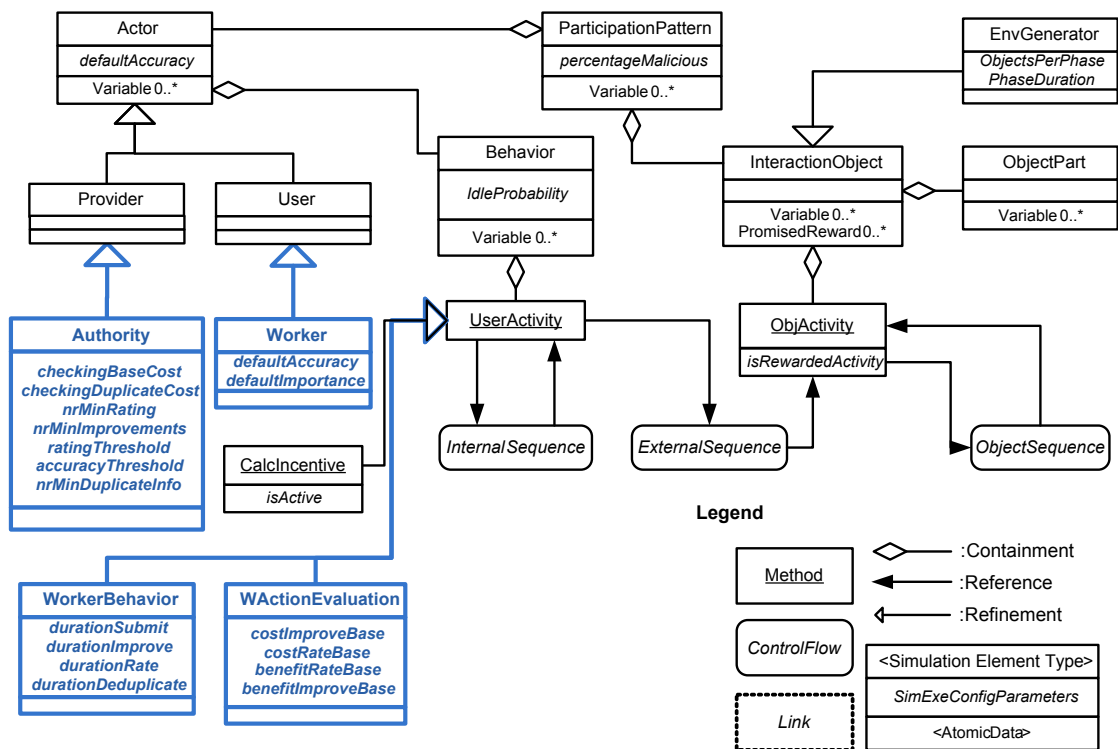 Actor
defaultAccuracy
Variable 0..*
ParticipationPattern
percentageMalicious
Variable 0..*
EnvGenerator
ObjectsPerPhase
PhaseDuration
Behavior
IdleProbability
Variable 0..*
InteractionObject
Variable 0..*
PromisedReward 0..*
ObjectPart
Variable 0..*
Provider
User
Authority
checkingBaseCost
checkingDuplicateCost
nrMinRating
nrMinImprovements
ratingThreshold
accuracyThreshold
nrMinDuplicateInfo
Worker
defaultAccuracy
defaultImportance
UserActivity
ObjActivity
isRewardedActivity
InternalSequence
ExternalSequence
ObjectSequence
CalcIncentive
isActive
WorkerBehavior
durationSubmit
durationImprove
durationRate
durationDeduplicate
WActionEvaluation
costImproveBase
costRateBase
benefitRateBase
benefitImproveBase
Legend
Method
ControlFlow
Link
:Containment
:Reference
:Refinement
<Simulation Element Type>
SimExeConfigParameters
<AtomicData>